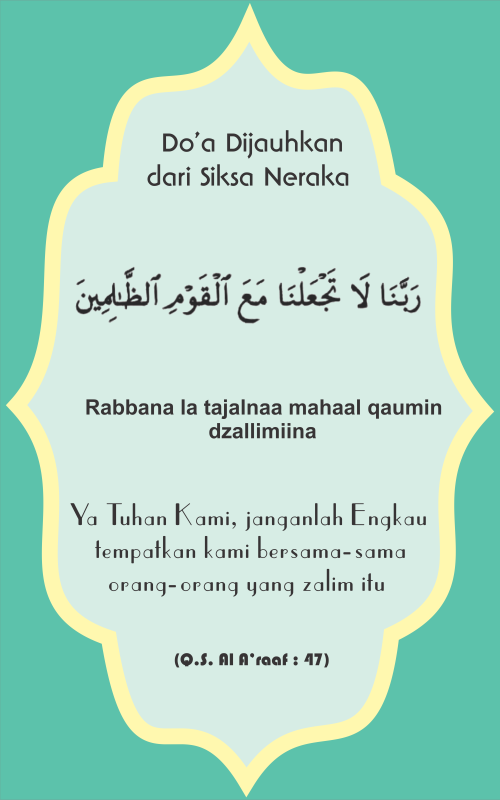 Do'a Dijauhkan
dari Siksa Neraka
رَبَّنَا لَا تَجْعَلْنَا مَعَ ٱلْقَوْمِ ٱلظَّـٰلِمِينَ
Rabbana la tajalnaa mahaal qaumin
dzallimiina
Ya Tuhan Kami, janganlah Engkau
tempatkan kami bersama-sama
orang-orang yang zalim itu
(Q.S. Al A'raaf : 47)